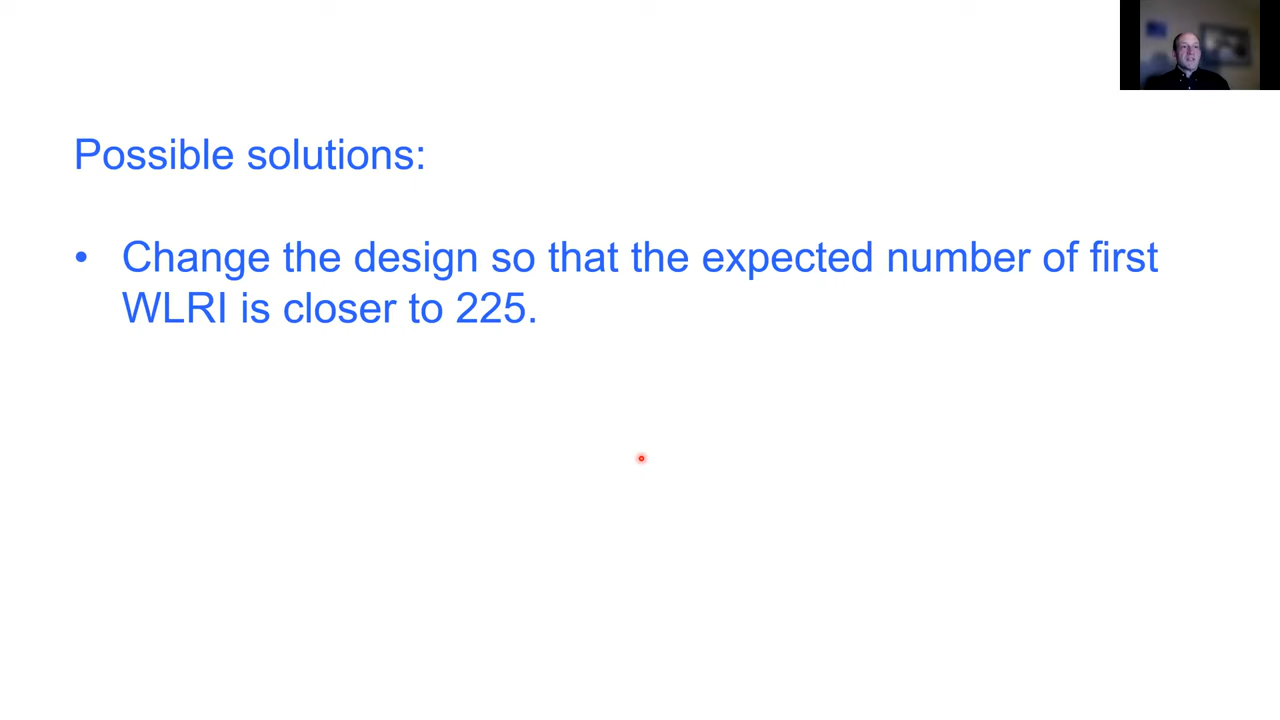 Possible solutions:
• Change the design so that the expected number of first
WLRI is closer to 225.